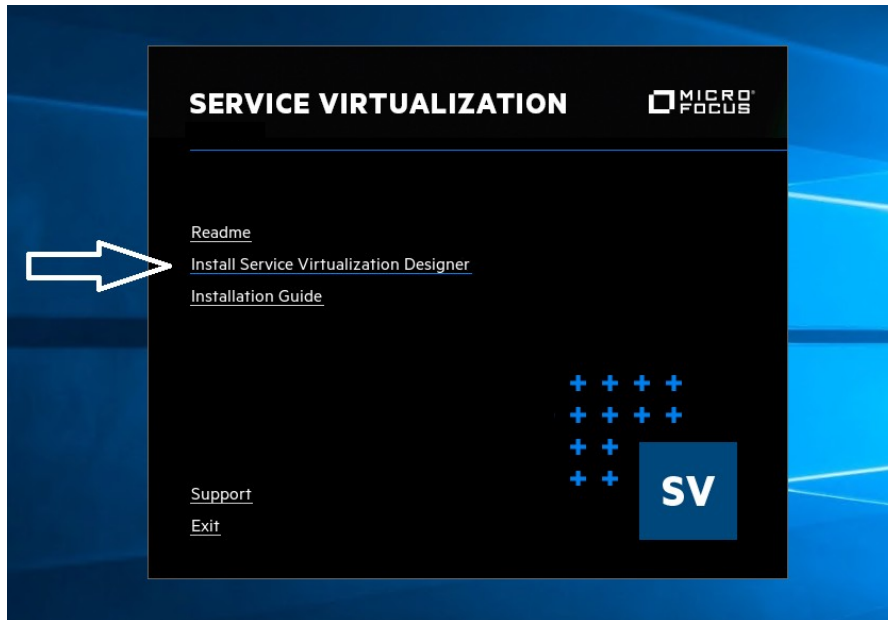 SERVICE VIRTUALIZATION
MICRO
FOCUS
Readme
Install Service Virtualization Designer
Installation Guide
SV
Support
Exit